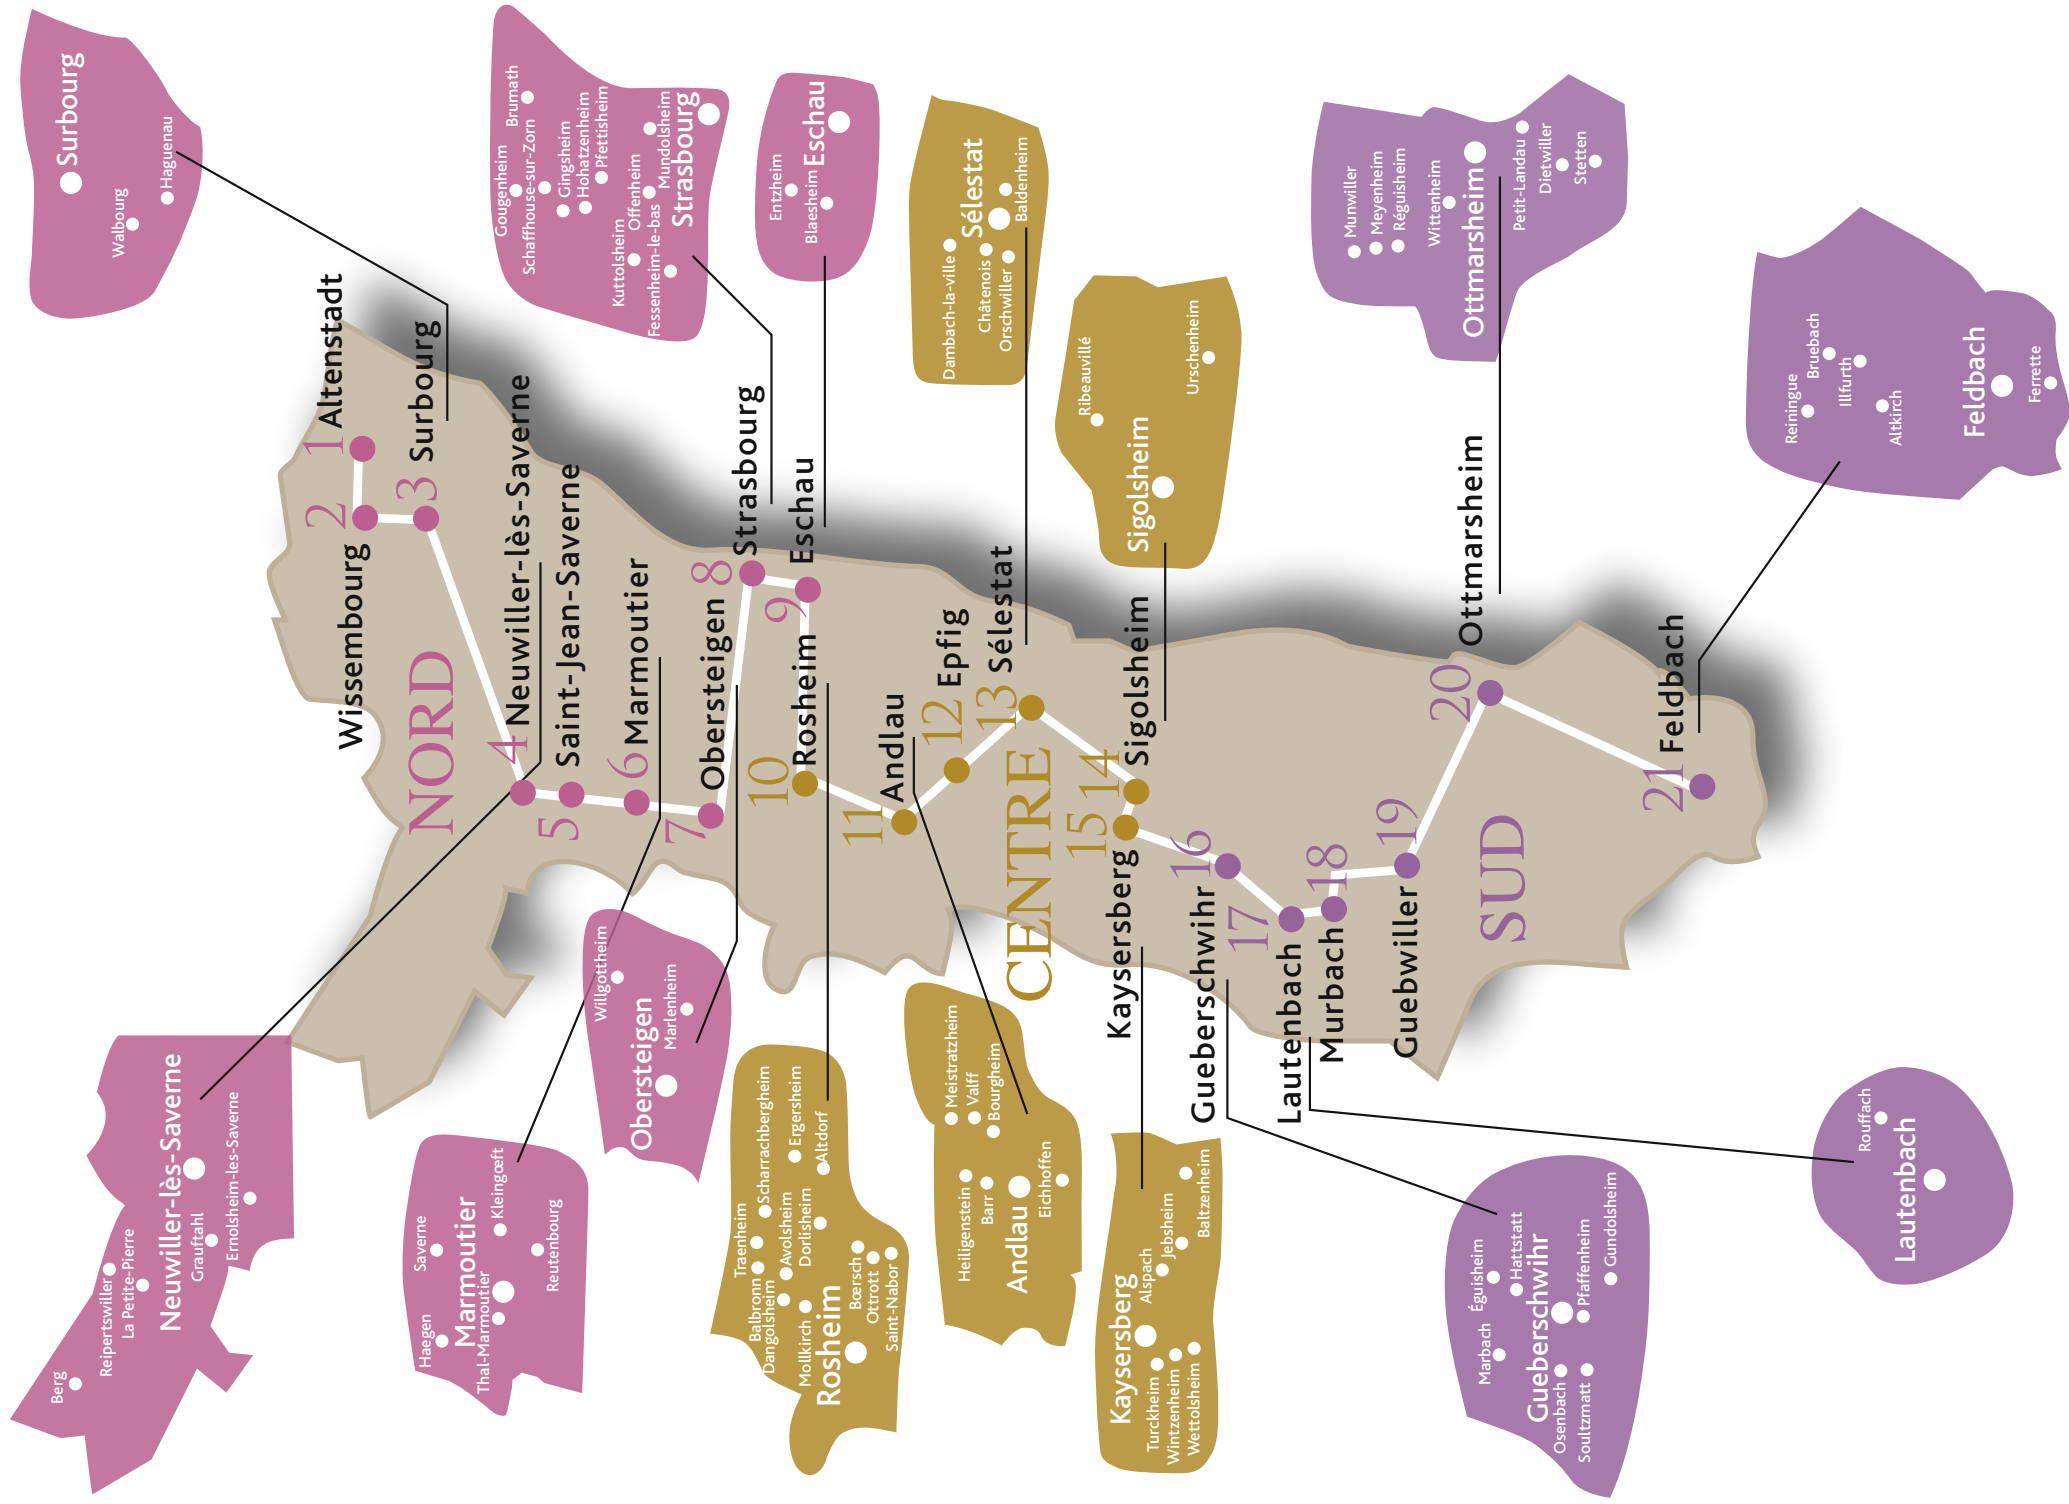 Surbourg
Walbourg
Haguenau
Gougenheim
Brumath
Schaffhouse-sur-Zorn
Gingsheim
Hohatzenheim
Pfettisheim
Kuttolsheim
Offenheim
Fessenheim-le-bas
Mundolsheim
Strasbourg
Entzheim
Blaesheim
Eschau
Dambach-la-ville
Sélestat
Châtenois
Orschwiller
Baldenheim
Ribeauvillé
Sigolsheim
Urschenheim
Munwiller
Meyenheim
Réguisheim
Wittenheim
Ottmarsheim
Petit-Landau
Dietwiller
Stetten
Reiningue
Bruebach
Illfurth
Altkirch
Feldbach
Ferrette
NORD
1 Altenstadt
2 Wissembourg
3 Surbourg
4 Neuwiller-lès-Saverne
5 Saint-Jean-Saverne
6 Marmoutier
7 Obersteigen
8 Strasbourg
9 Eschau
CENTRE
10 Rosheim
11 Andlau
12 Epfig
13 Sélestat
14 Sigolsheim
15 Kaysersberg
SUD
16 Gueberschwihr
17 Lautenbach
18 Murbach
19 Guebwiller
20 Ottmarsheim
21 Feldbach
Berg
Reipertswiller
La Petite-Pierre
Neuwiller-lès-Saverne
Grauftahl
Ernolsheim-les-Saverne
Saverne
Haegen
Marmoutier
Thal-Marmoutier
Kleingœft
Reutenbourg
Willgottheim
Obersteigen
Marlenheim
Traenheim
Scharrachbergheim
Balbronn
Dangolsheim
Avolsheim
Ergersheim
Mollkirch
Dorlisheim
Altdorf
Rosheim
Bœrsch
Ottrott
Saint-Nabor
Meistratzheim
Valff
Bourgheim
Heiligenstein
Barr
Andlau
Eichhoffen
Kaysersberg
Alspach
Jebsheim
Baltzenheim
Turckheim
Wintzenheim
Wettolsheim
Éguisheim
Marbach
Hattstatt
Gueberschwihr
Osenbach
Pfaffenheim
Soultzmatt
Gundolsheim
Rouffach
Lautenbach